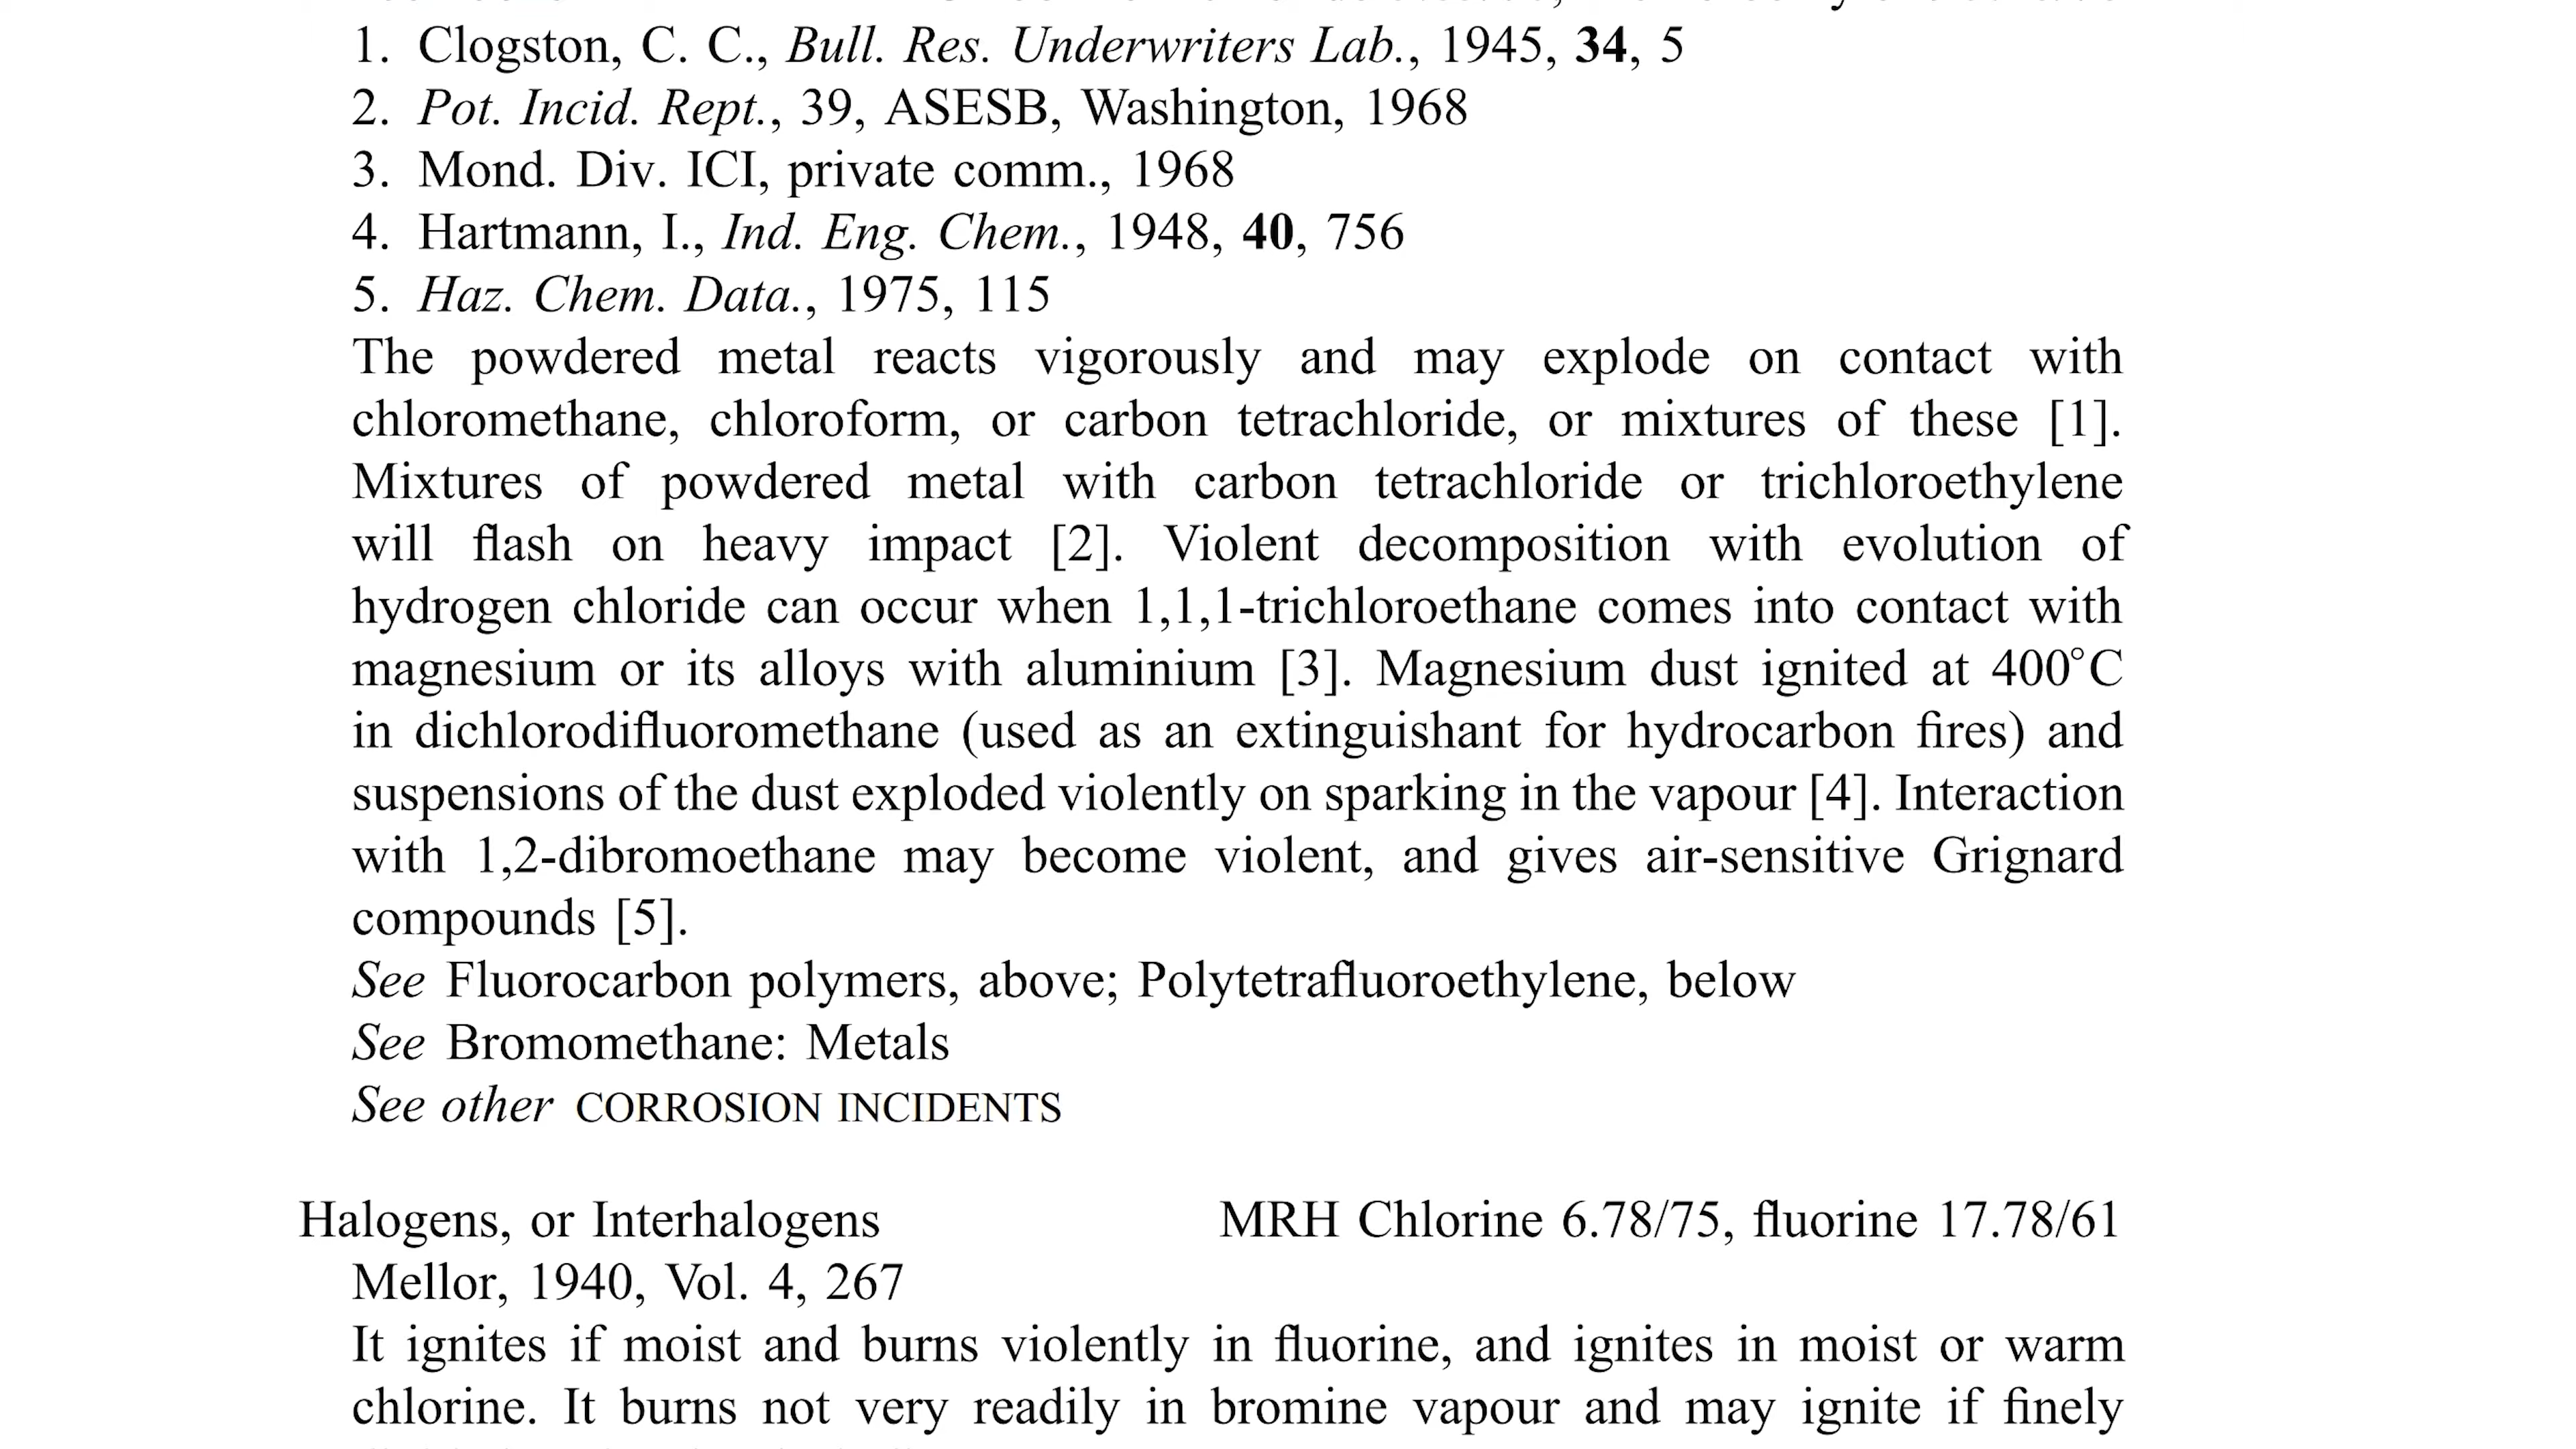 1. Clogston, C. C., Bull. Res. Underwriters Lab., 1945, 34, 5
2. Pot. Incid. Rept., 39, ASESB, Washington, 1968
3. Mond. Div. ICI, private comm., 1968
4. Hartmann, I., Ind. Eng. Chem., 1948, 40, 756
5. Haz. Chem. Data., 1975, 115
The powdered metal reacts vigorously and may explode on contact with
chloromethane, chloroform, or carbon tetrachloride, or mixtures of these [1].
Mixtures of powdered metal with carbon tetrachloride or trichloroethylene
will flash on heavy impact [2]. Violent decomposition with evolution of
hydrogen chloride can occur when 1,1,1-trichloroethane comes into contact with
magnesium or its alloys with aluminium [3]. Magnesium dust ignited at 400°C
in dichlorodifluoromethane (used as an extinguishant for hydrocarbon fires) and
suspensions of the dust exploded violently on sparking in the vapour [4]. Interaction
with 1,2-dibromoethane may become violent, and gives air-sensitive Grignard
compounds [5].
See Fluorocarbon polymers, above; Polytetrafluoroethylene, below
See Bromomethane: Metals
See other CORROSION INCIDENTS
Halogens, or Interhalogens MRH Chlorine 6.78/75, fluorine 17.78/61
Mellor, 1940, Vol. 4, 267
It ignites if moist and burns violently in fluorine, and ignites in moist or warm
chlorine. It burns not very readily in bromine vapour and may ignite if finely